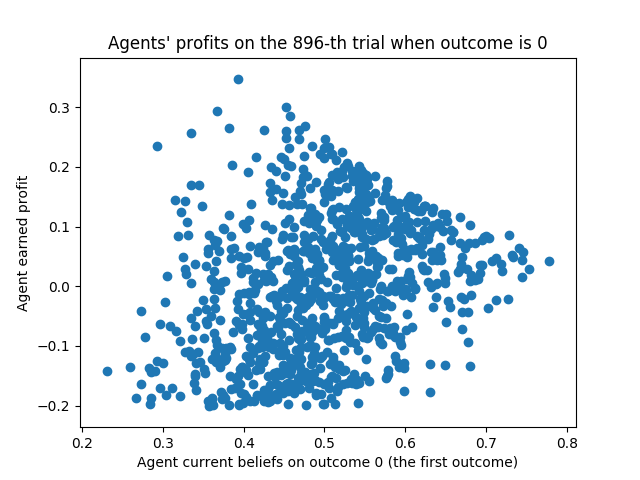 Agents' profits on the 896-th trial when outcome is 0
Agent earned profit
0.3
0.2
0.1
0.0
−0.1
−0.2
0.2 0.3 0.4 0.5 0.6 0.7 0.8
Agent current beliefs on outcome 0 (the first outcome)